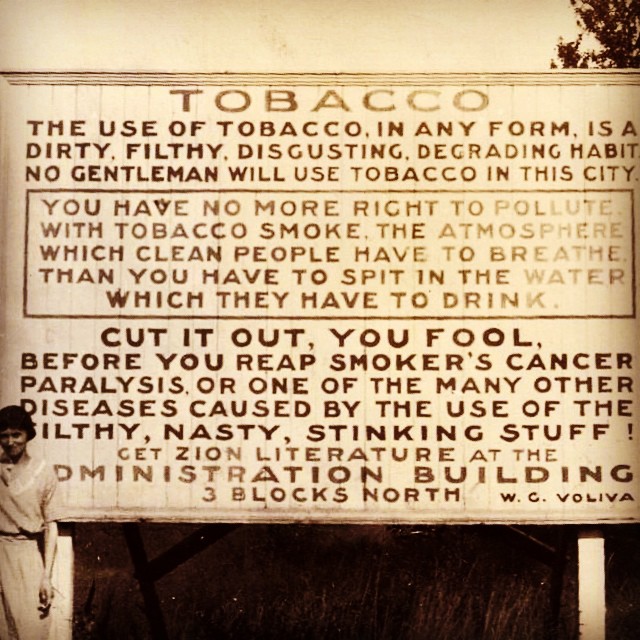 TOBACCO
THE USE OF TOBACCO, IN ANY FORM, IS A
DIRTY, FILTHY, DISGUSTING, DEGRADING HABIT
NO GENTLEMAN WILL USE TOBACCO IN THIS CITY.
YOU HAVE NO MORE RIGHT TO POLLUTE,
WITH TOBACCO SMOKE, THE ATMOSPHERE
WHICH CLEAN PEOPLE HAVE TO BREATHE,
THAN YOU HAVE TO SPIT IN THE WATER
WHICH THEY HAVE TO DRINK.
CUT IT OUT, YOU FOOL,
BEFORE YOU REAP SMOKER'S CANCER
PARALYSIS, OR ONE OF THE MANY OTHER
DISEASES CAUSED BY THE USE OF THE
ILTHY, NASTY, STINKING STUFF !
GET ZION LITERATURE AT THE
DMINISTRATION BUILDING
3 BLOCKS NORTH W. G. VOLIVA